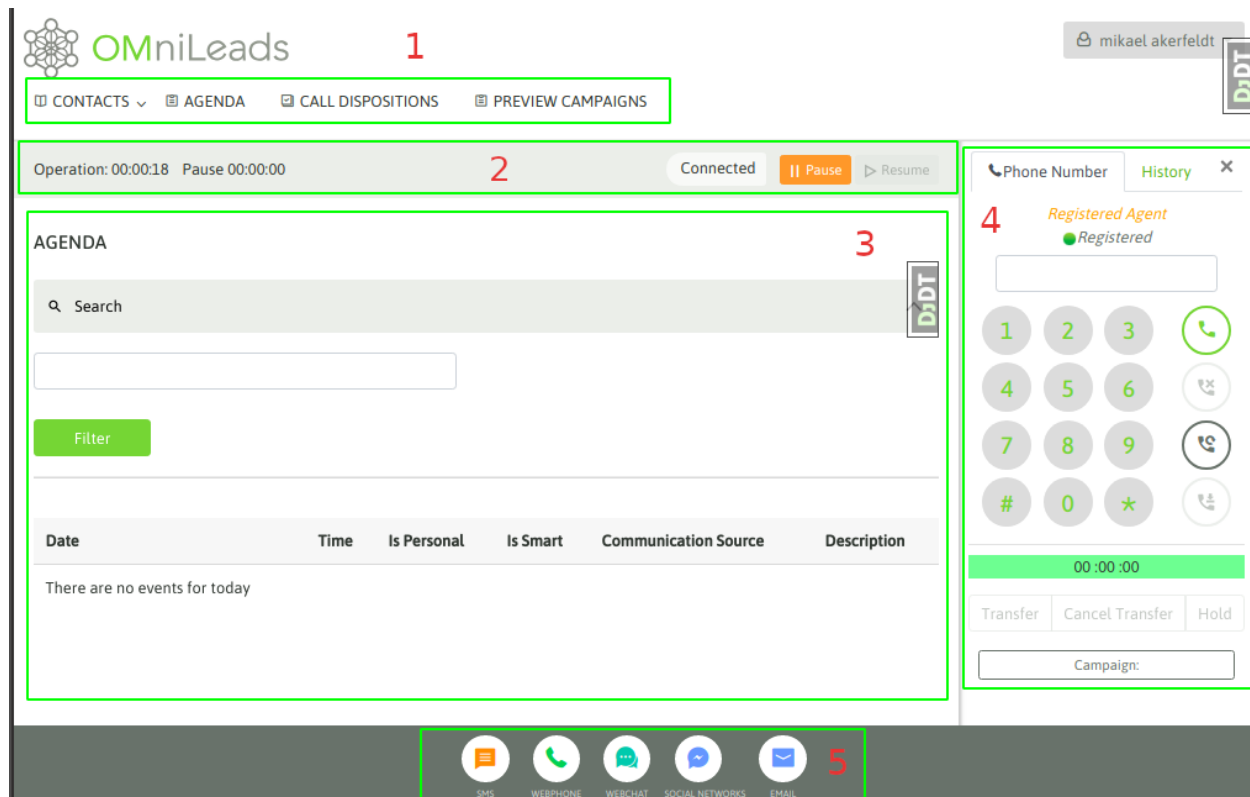 OMniLeads
1
mikael akerfeldt
CONTACTS AGENDA CALL DISPOSITIONS PREVIEW CAMPAIGNS
DJDT
Operation: 00:00:18 Pause 00:00:00
2
Connected Pause Resume
Phone Number History ×
AGENDA
3
4
Registered Agent
Registered
Search
DJDT
1 2 3
4 5 6
Filter
7 8 9
# 0 *
Date Time Is Personal Is Smart Communication Source Description
There are no events for today
00 :00 :00
Transfer Cancel Transfer Hold
Campaign:
5
SMS WEBPHONE WEBCHAT SOCIAL NETWORKS EMAIL